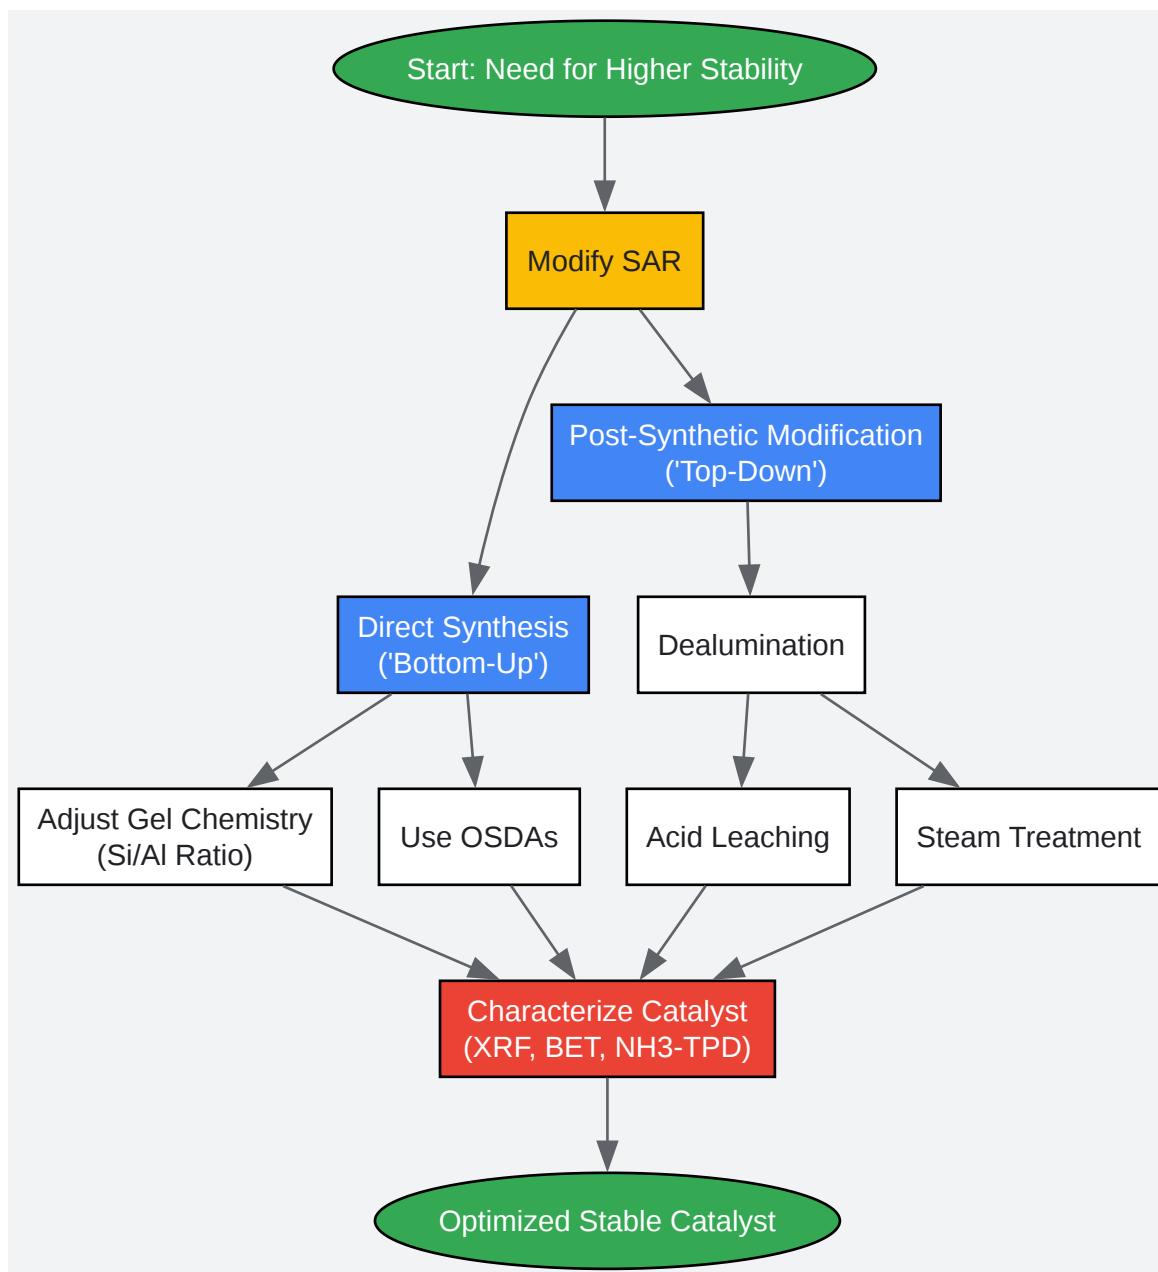 Start: Need for Higher Stability
Modify SAR
Post-Synthetic Modification
('Top-Down')
Direct Synthesis
('Bottom-Up')
Dealumination
Adjust Gel Chemistry
(Si/Al Ratio)
Use OSDAs
Acid Leaching
Steam Treatment
Characterize Catalyst
(XRF, BET, NH3-TPD)
Optimized Stable Catalyst